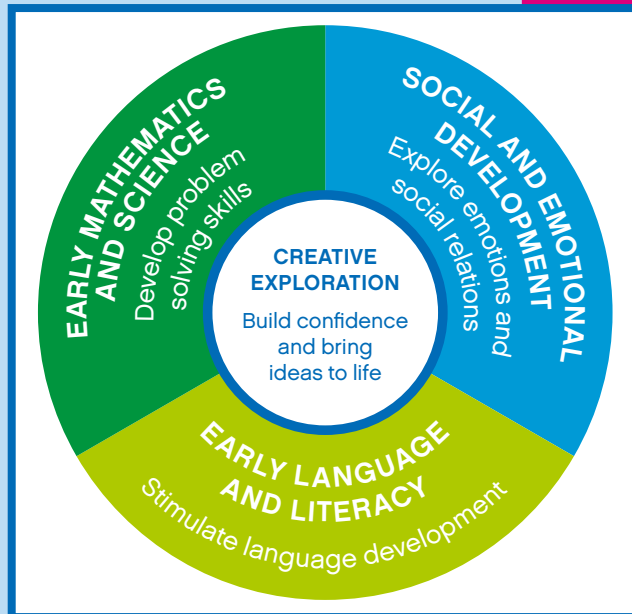 EARLY MATHEMATICS
AND SCIENCE
Develop problem
solving skills
SOCIAL AND EMOTIONAL
DEVELOPMENT
Explore emotions and
social relations
CREATIVE
EXPLORATION
Build confidence
and bring
ideas to life
EARLY LANGUAGE
AND LITERACY
Stimulate language development